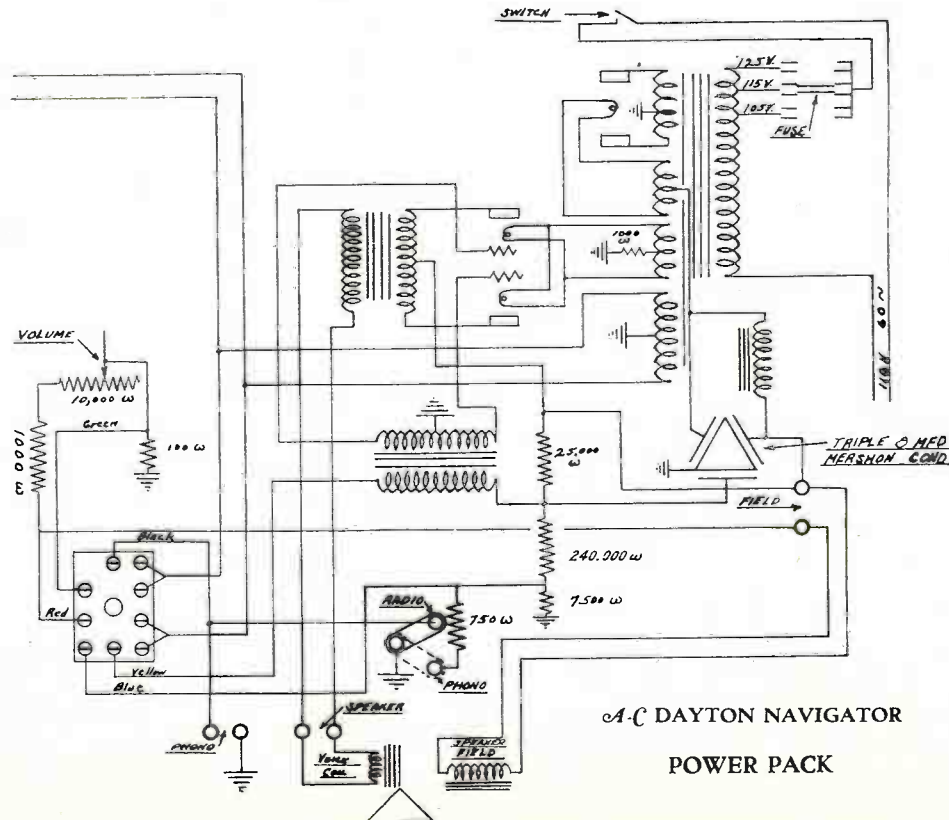 SWITCH
125V.
115V.
105V.
FUSE
1000
ω
110V 60~
VOLUME
10,000 ω
Green
1000 ω
100 ω
25,000
ω
TRIPLE 8 MFD
MERSHON COND.
FIELD
Black
240.000 ω
Red
RADIO
750 ω
7,500 ω
Yellow
Blue
PHONO
SPEAKER
PHONO
VOICE
COIL
SPEAKER
FIELD
A-C DAYTON NAVIGATOR
POWER PACK